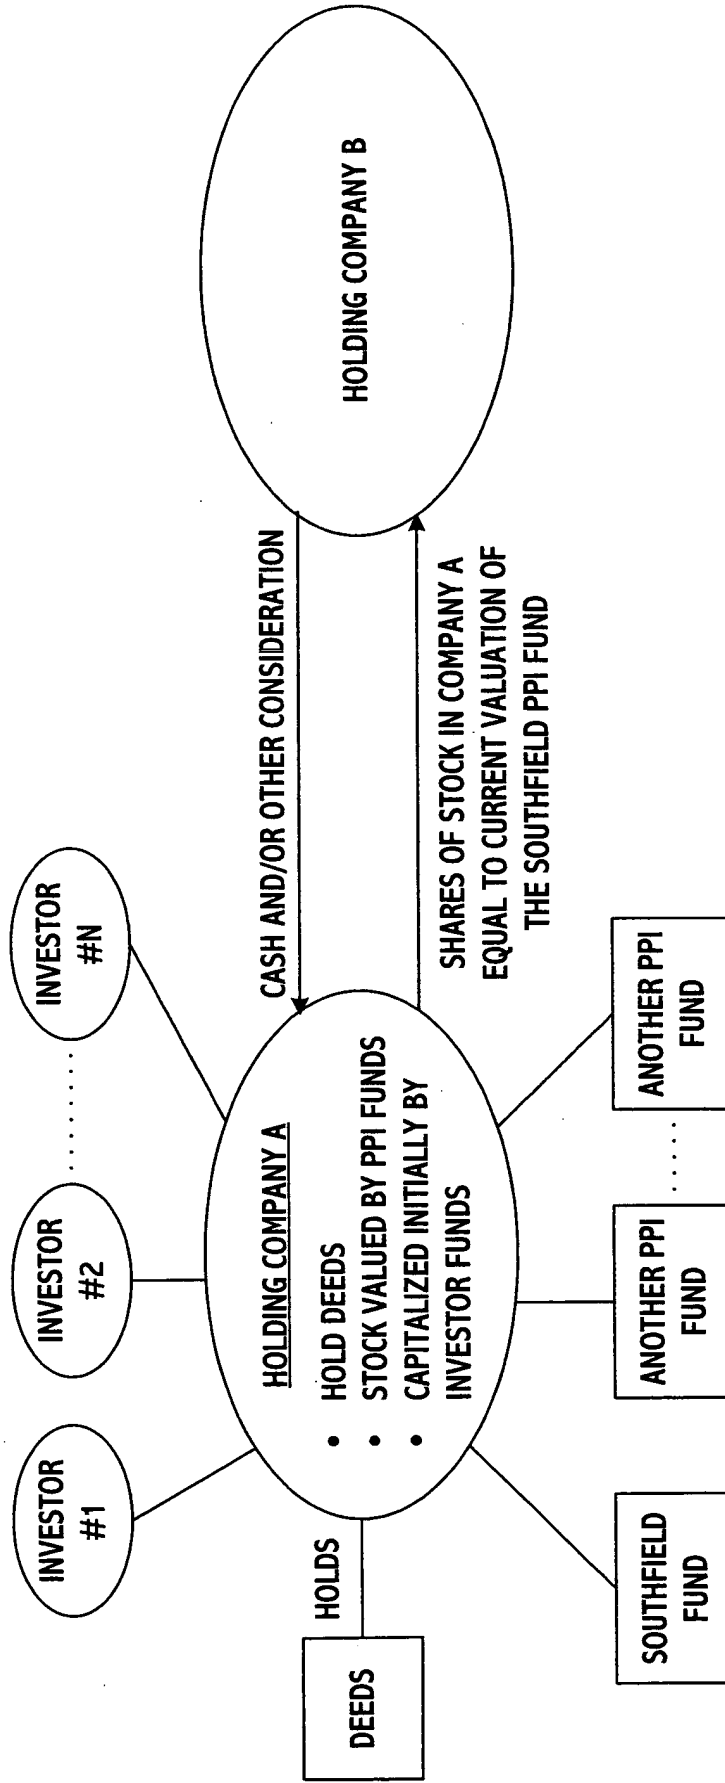 INVESTOR
#1
INVESTOR
#2
INVESTOR
#N
DEEDS
HOLDS
HOLDING COMPANY A
• HOLD DEEDS
• STOCK VALUED BY PPI FUNDS
• CAPITALIZED INITIALLY BY
INVESTOR FUNDS
CASH AND/OR OTHER CONSIDERATION
SHARES OF STOCK IN COMPANY A
EQUAL TO CURRENT VALUATION OF
THE SOUTHFIELD PPI FUND
HOLDING COMPANY B
SOUTHFIELD
FUND
ANOTHER PPI
FUND
ANOTHER PPI
FUND